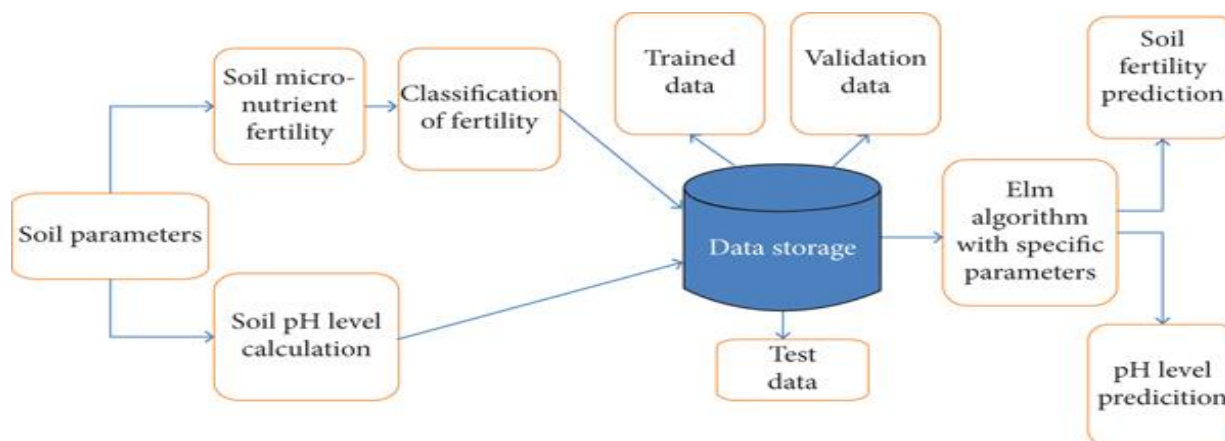 Soil parameters
Soil micro-
nutrient
fertility
Classification
of fertility
Soil pH level
calculation
Trained
data
Validation
data
Data storage
Test
data
Elm
algorithm
with specific
parameters
Soil
fertility
prediction
pH level
predicition